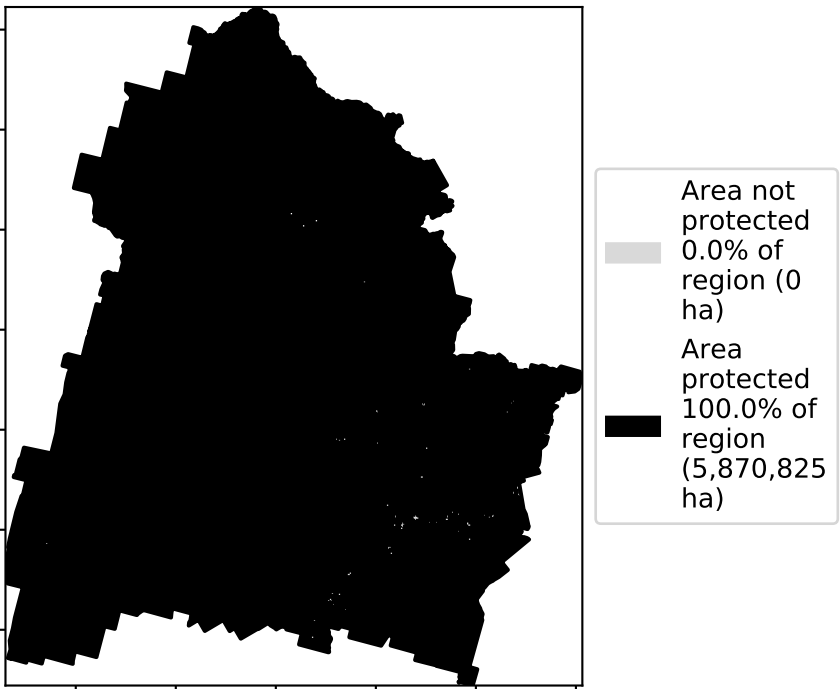 Area not
protected
0.0% of
region (0
ha)
Area
protected
100.0% of
region
(5,870,825
ha)